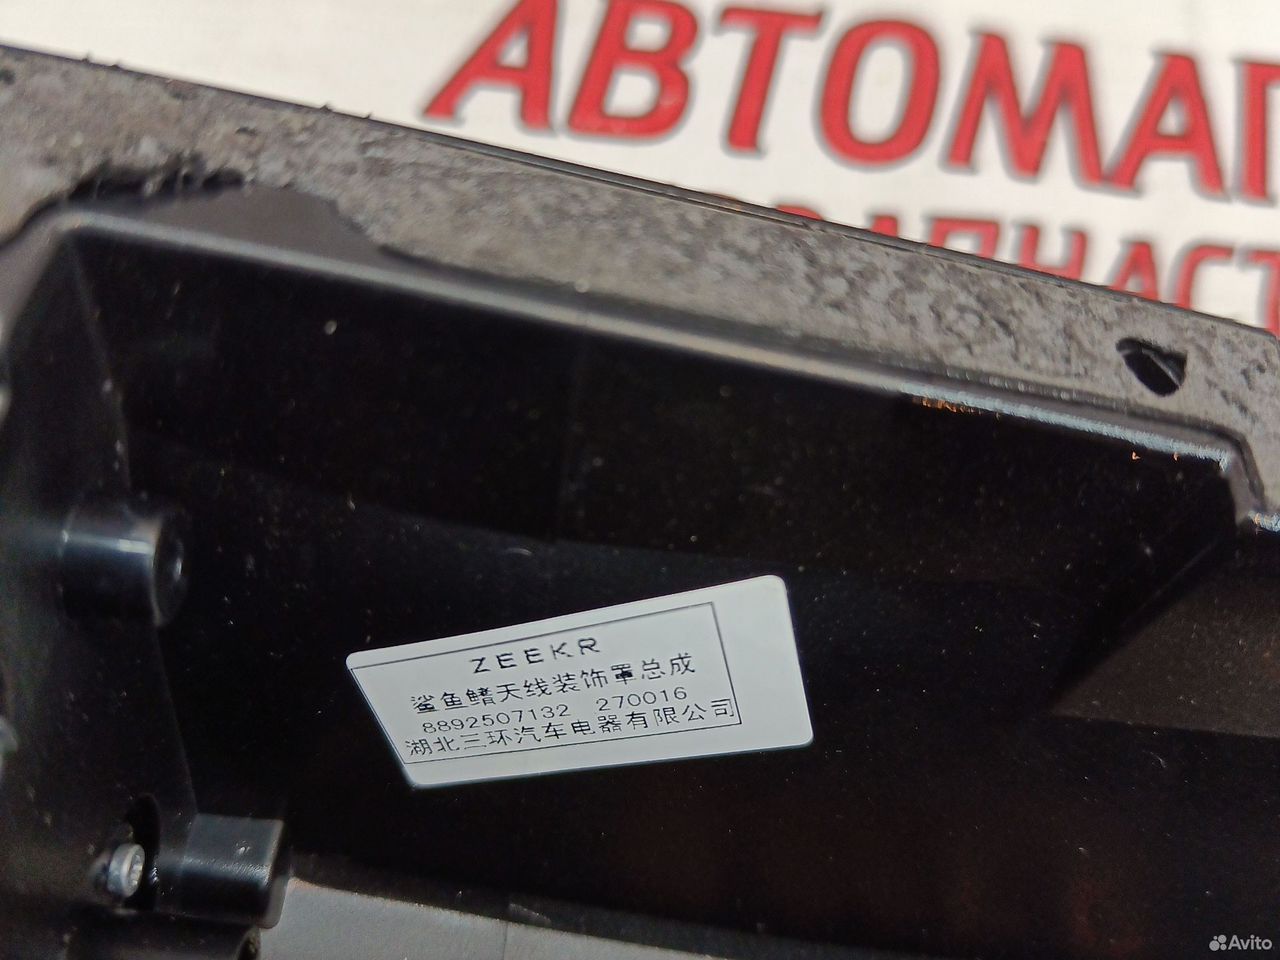 АВТОМАГ
ЗАПЧАСТ
ZEEKR
鲨鱼鳍天线装饰罩总成
8892507132 270016
湖北三环汽车电器有限公司
Avito